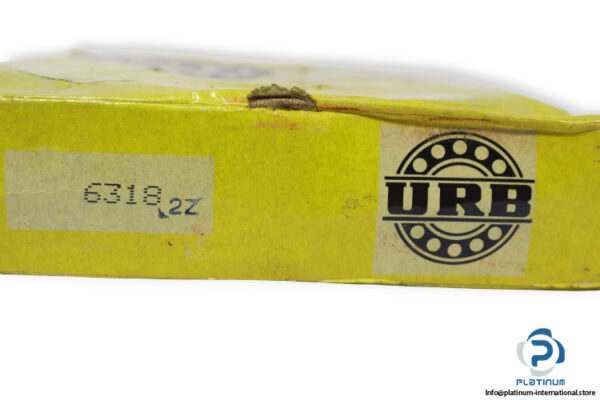 6318 2Z
URB
PLATINUM
Info@platinum-international.store